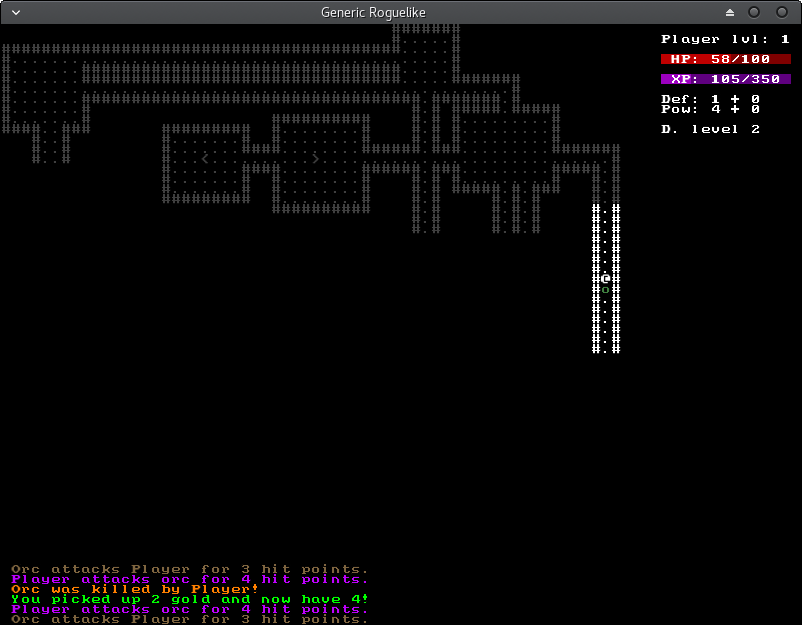 Generic Roguelike
Player lvl: 1
HP: 58/100
XP: 105/350
Def: 1 + 0
Pow: 4 + 0
D. level 2
Orc attacks Player for 3 hit points.
Player attacks orc for 4 hit points.
Orc was killed by Player!
You picked up 2 gold and now have 4!
Player attacks orc for 4 hit points.
Orc attacks Player for 3 hit points.